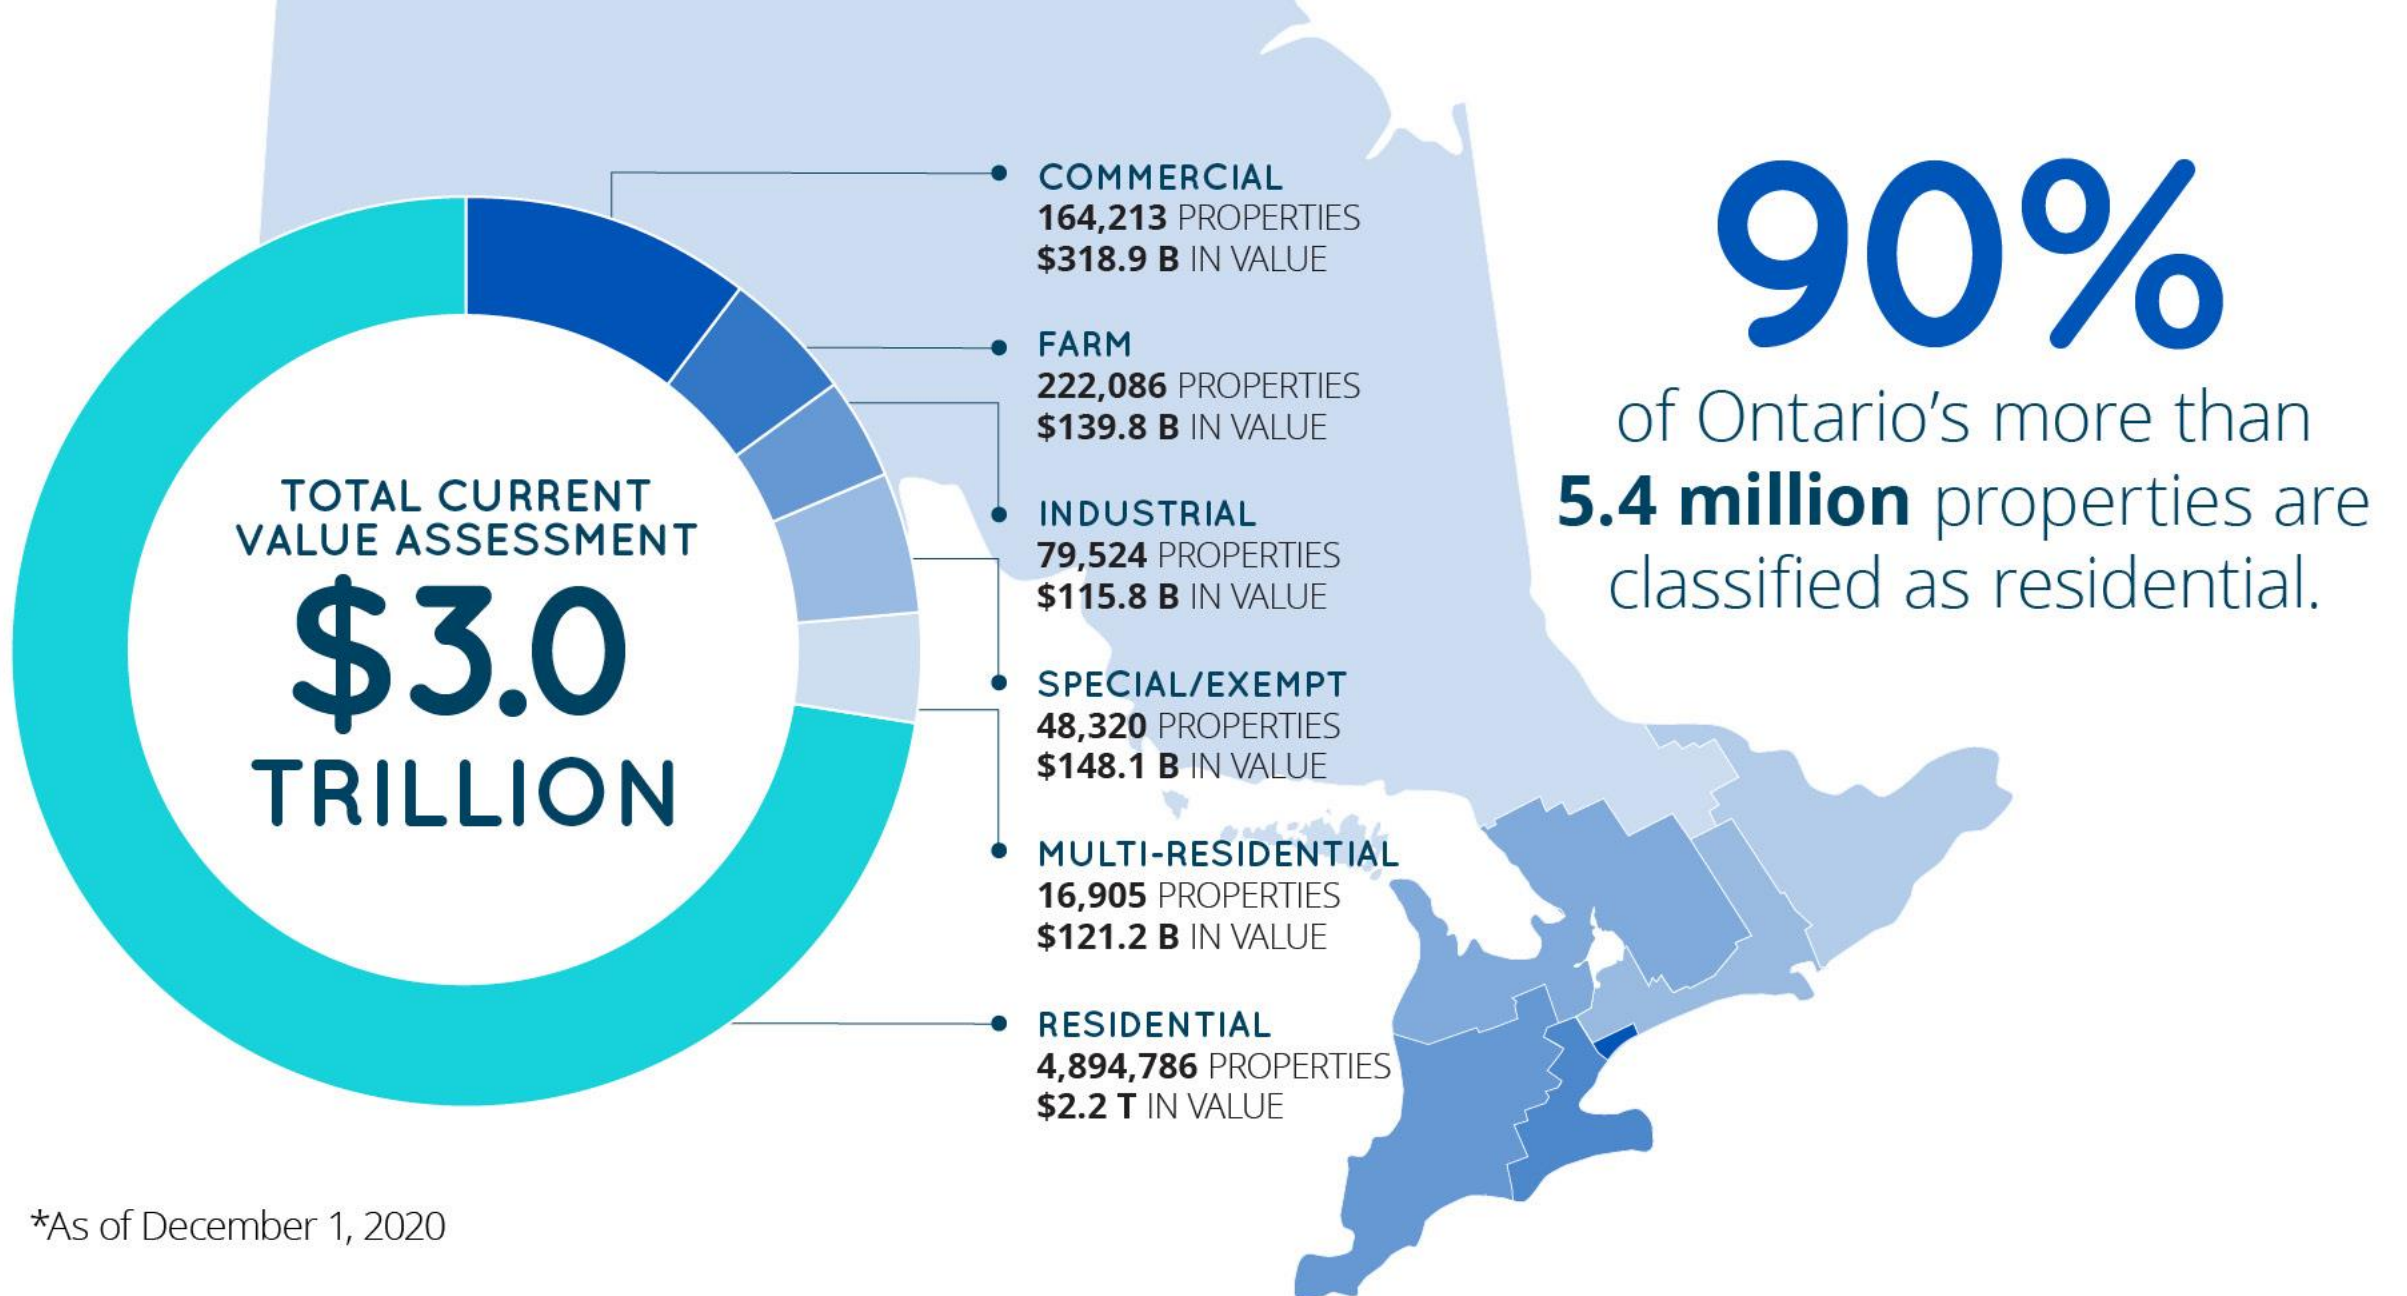 TOTAL CURRENT
VALUE ASSESSMENT
$3.0
TRILLION
COMMERCIAL
164,213 PROPERTIES
$318.9 B IN VALUE
FARM
222,086 PROPERTIES
$139.8 B IN VALUE
INDUSTRIAL
79,524 PROPERTIES
$115.8 B IN VALUE
SPECIAL/EXEMPT
48,320 PROPERTIES
$148.1 B IN VALUE
MULTI-RESIDENTIAL
16,905 PROPERTIES
$121.2 B IN VALUE
RESIDENTIAL
4,894,786 PROPERTIES
$2.2 T IN VALUE
90%
of Ontario’s more than
5.4 million properties are
classified as residential.
*As of December 1, 2020